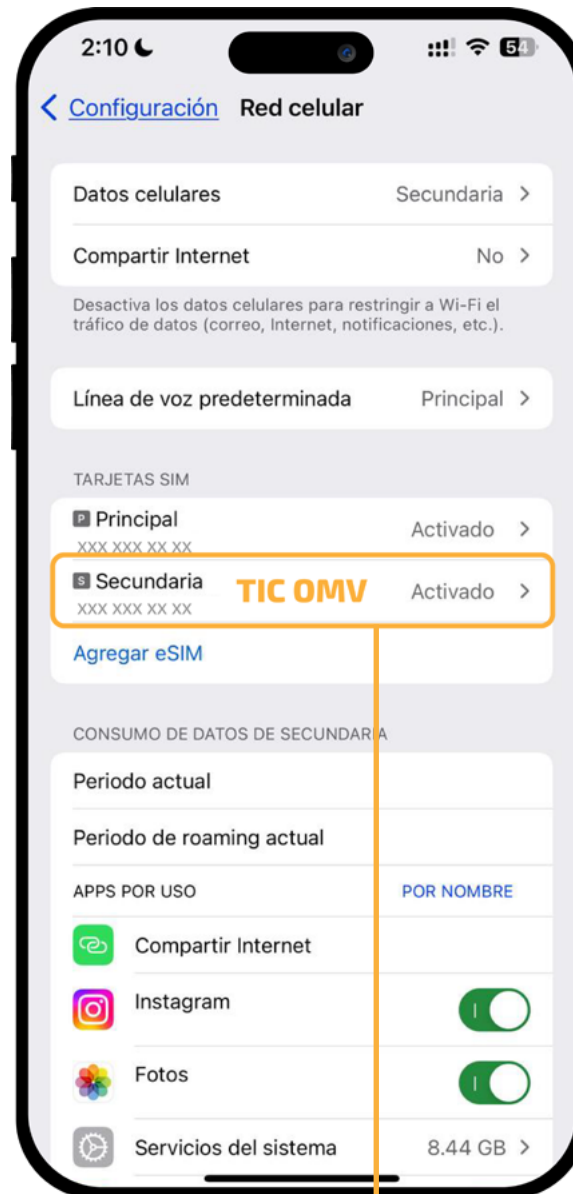 2:10 54
Configuración Red celular
Datos celulares Secundaria
Compartir Internet No
Desactiva los datos celulares para restringir a Wi-Fi el
tráfico de datos (correo, Internet, notificaciones, etc.).
Línea de voz predeterminada Principal
TARJETAS SIM
P Principal Activado
XXX XXX XX XX
S Secundaria TIC OMV Activado
XXX XXX XX XX
Agregar eSIM
CONSUMO DE DATOS DE SECUNDARIA
Periodo actual
Periodo de roaming actual
APPS POR USO POR NOMBRE
Compartir Internet
Instagram
Fotos
Servicios del sistema 8.44 GB